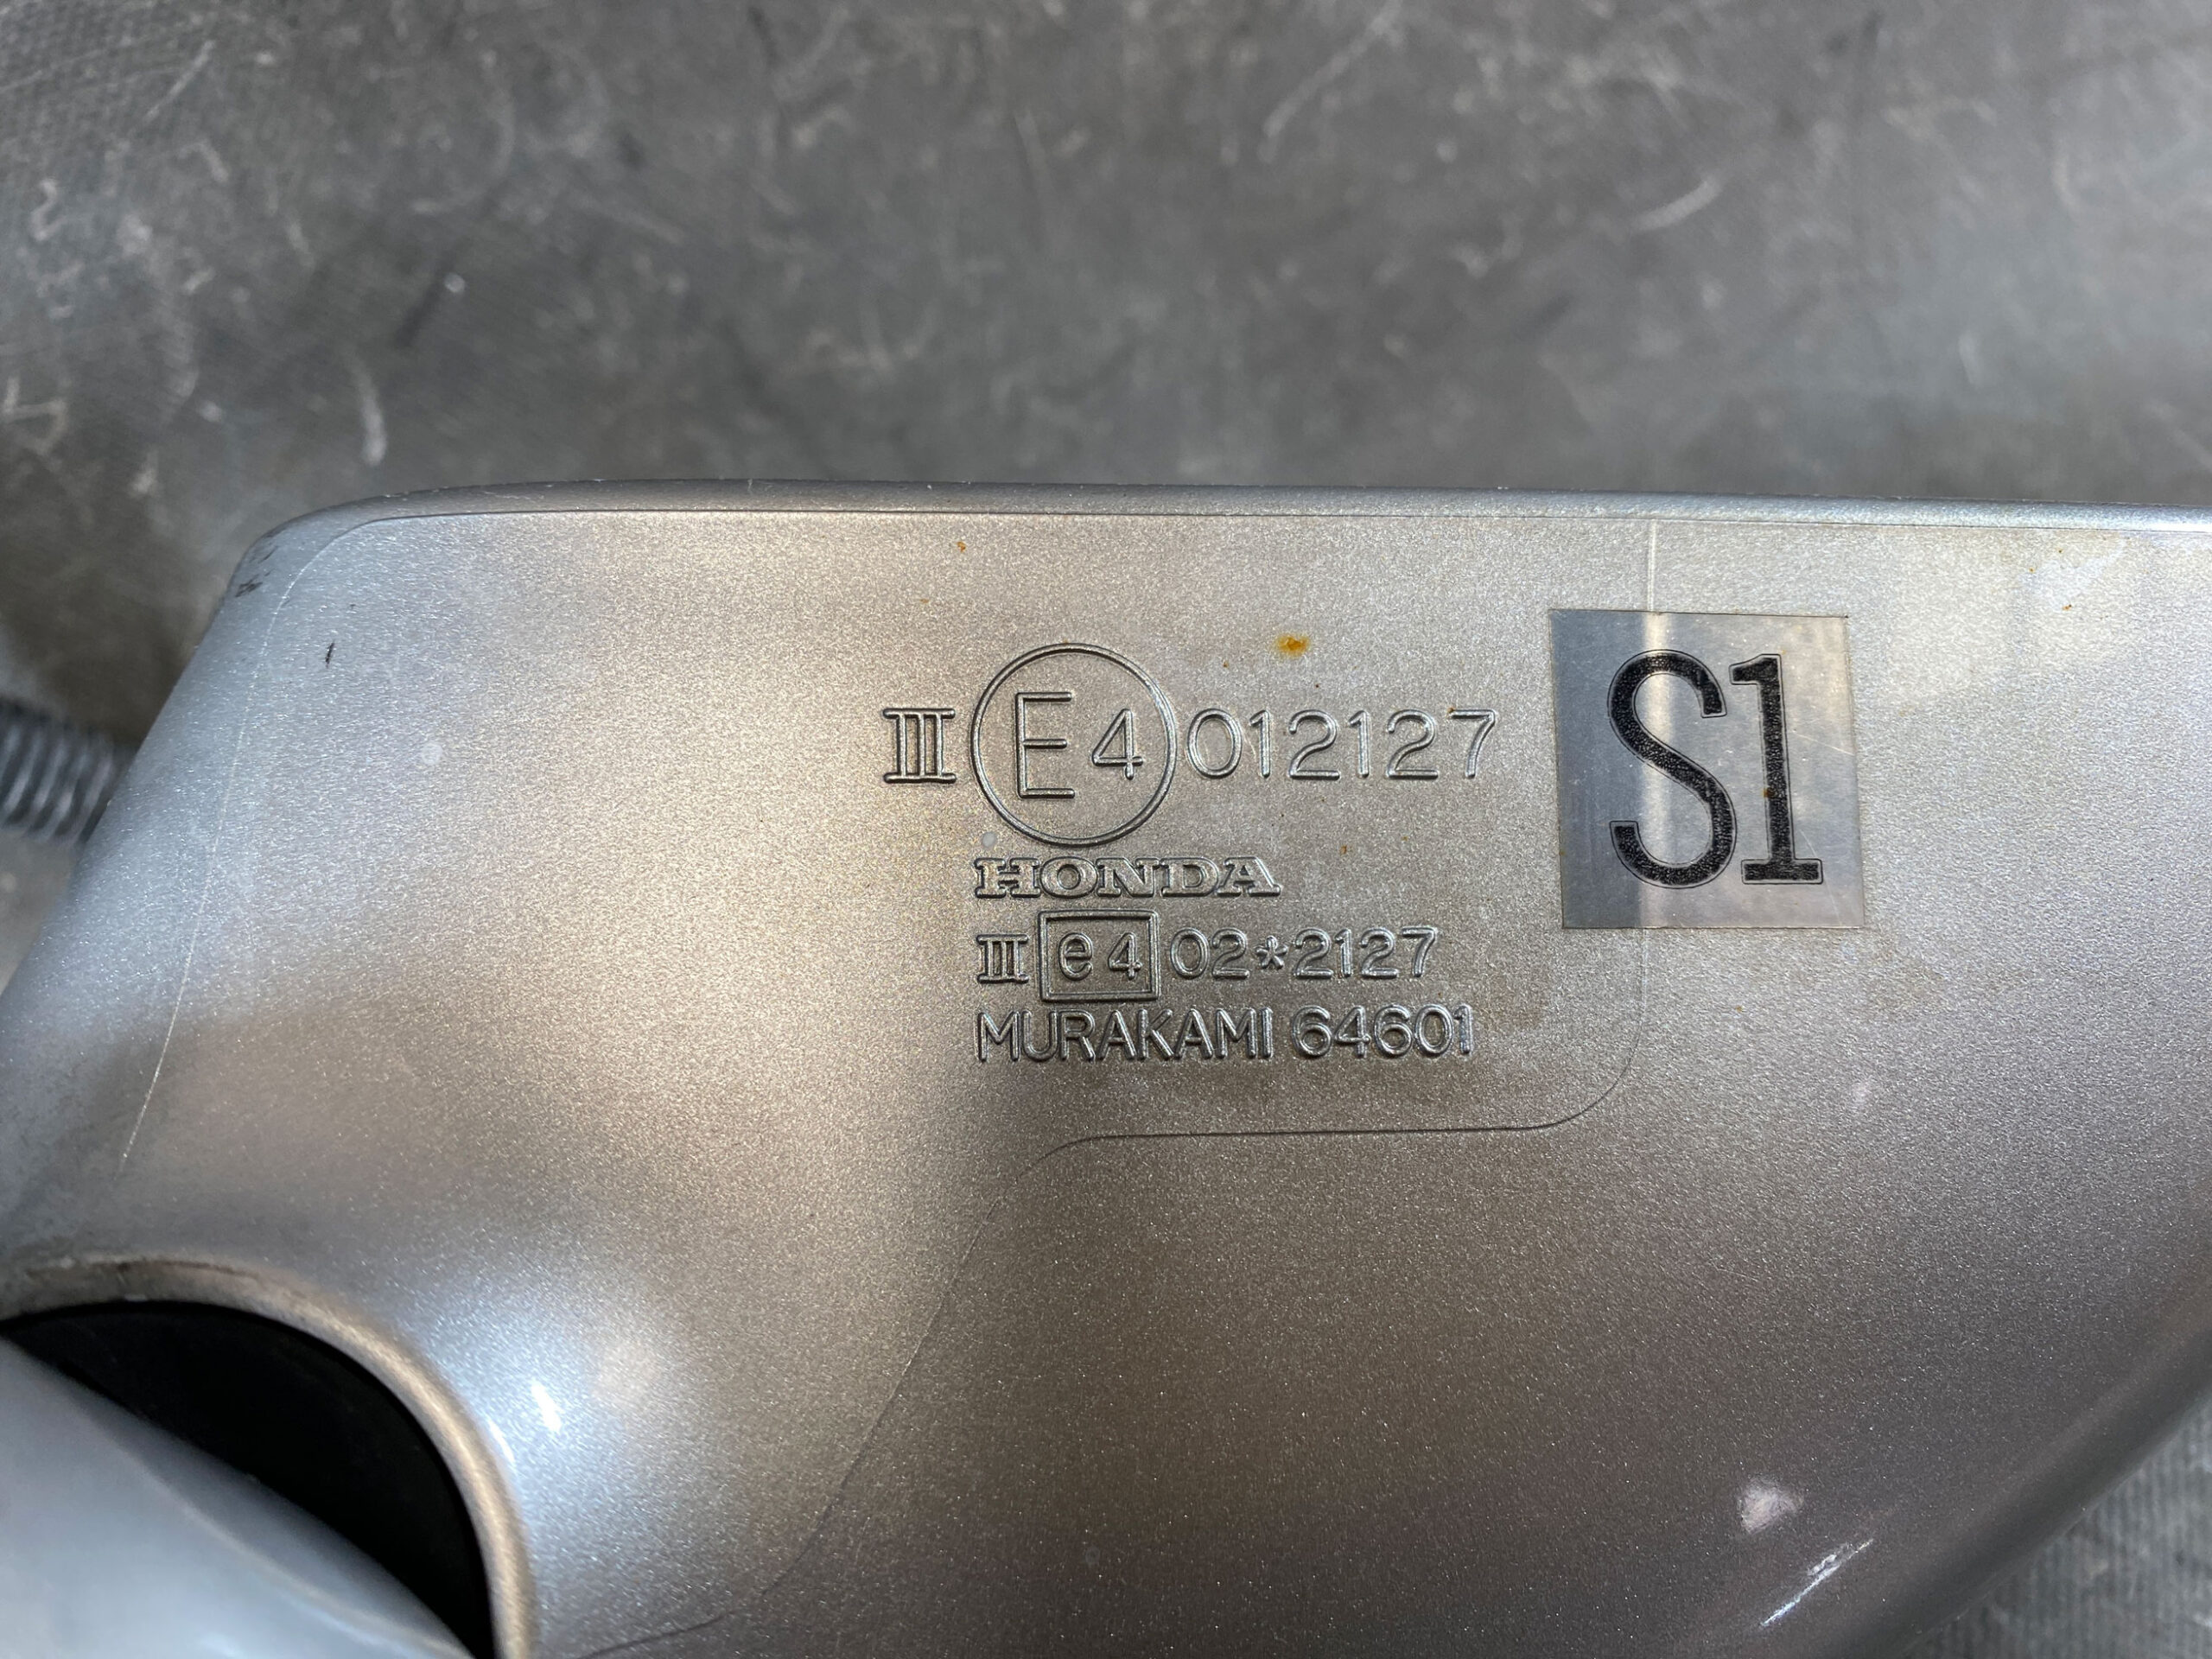 III E4 012127
HONDA
III e4 02*2127
MURAKAMI 64601
S1